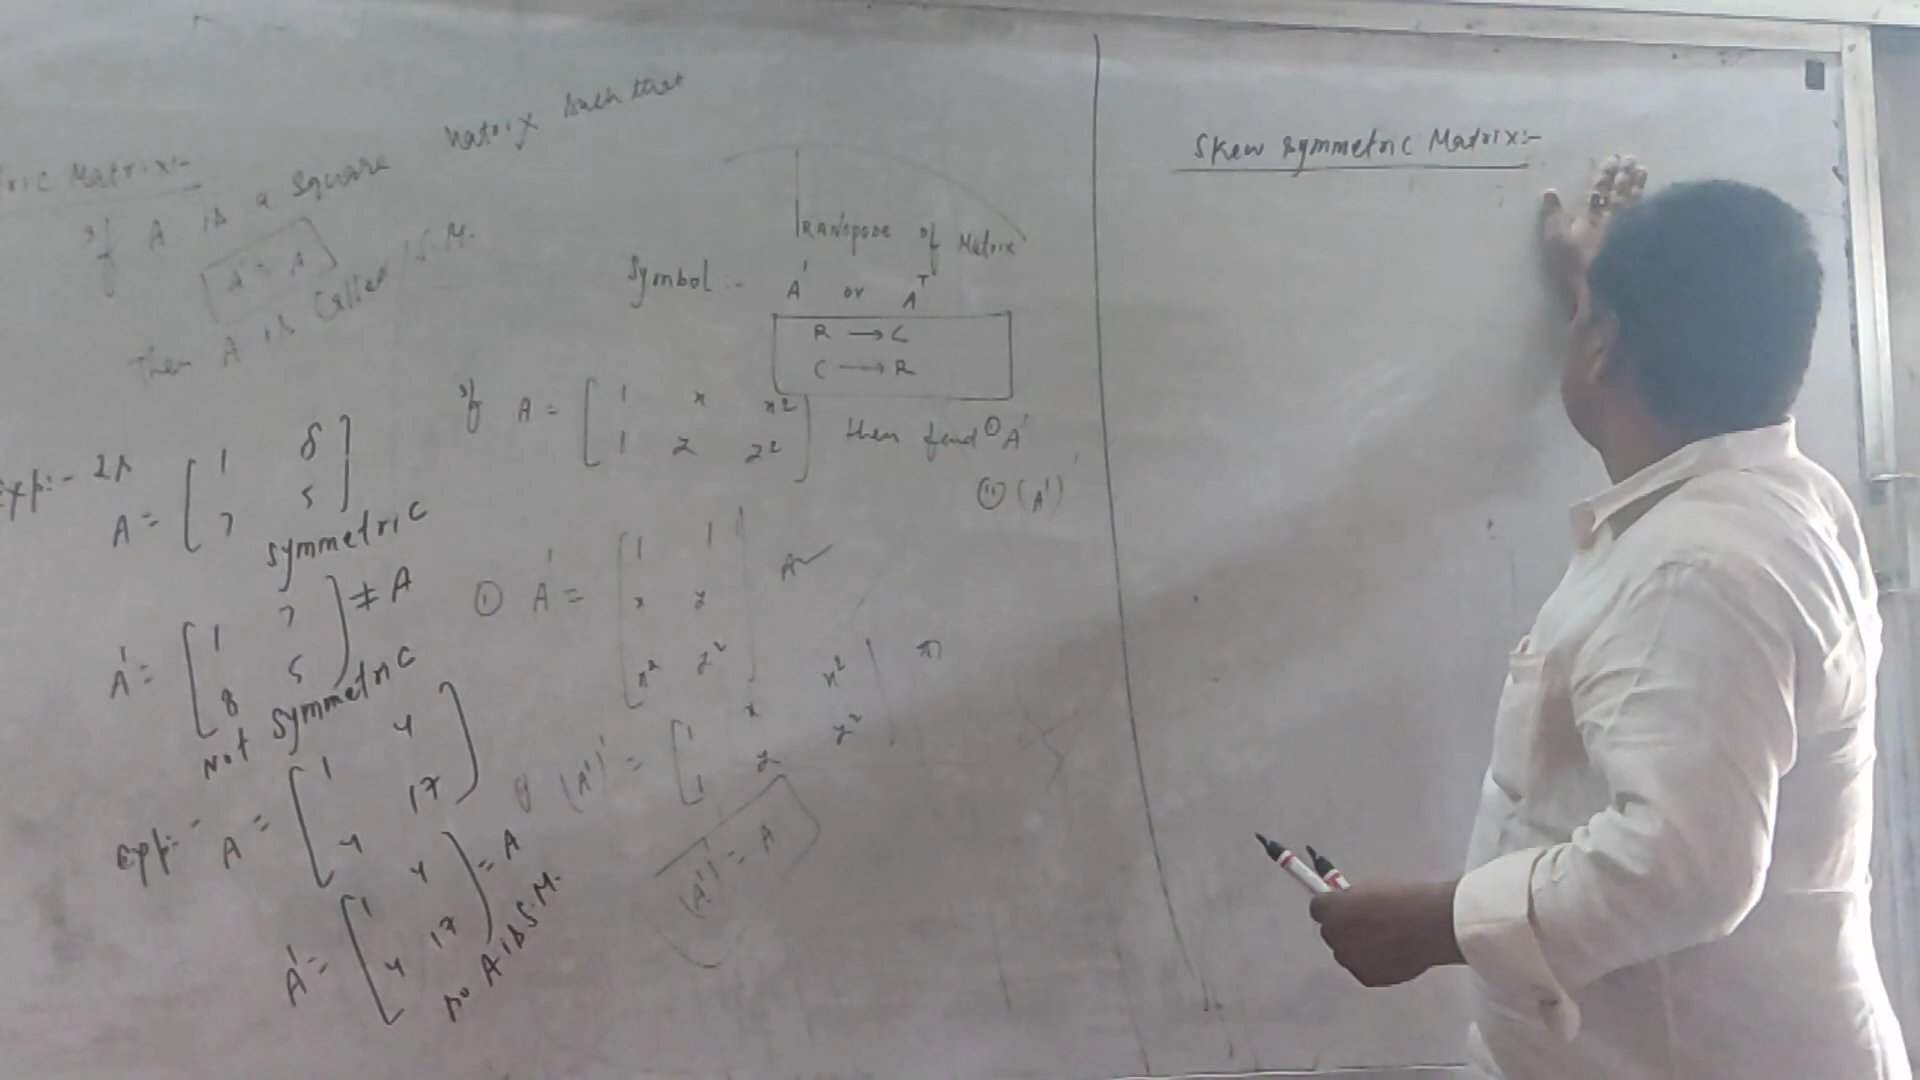 ric Matrix:-
If A is a square matrix such that
A' = A
Then A is called S.M.
Exp:- Is
A = [ 1 8
7 5 ]
symmetric
A' = [ 1 7
8 5 ] ≠ A
Not symmetric
Exp:- A = [ 1 4
4 17 ]
A' = [ 1 4
4 17 ] = A
so A is S.M.
Transpose of Matrix
Symbol :- A' or A^T
R → C
C → R
If A = [ 1 x x²
1 z z² ] then find (i) A'
(ii) (A')'
(i) A' = [ 1 1
x z
x² z² ]
(A')' = [ 1 x x²
1 z z² ]
(A')' = A
Skew symmetric Matrix:-